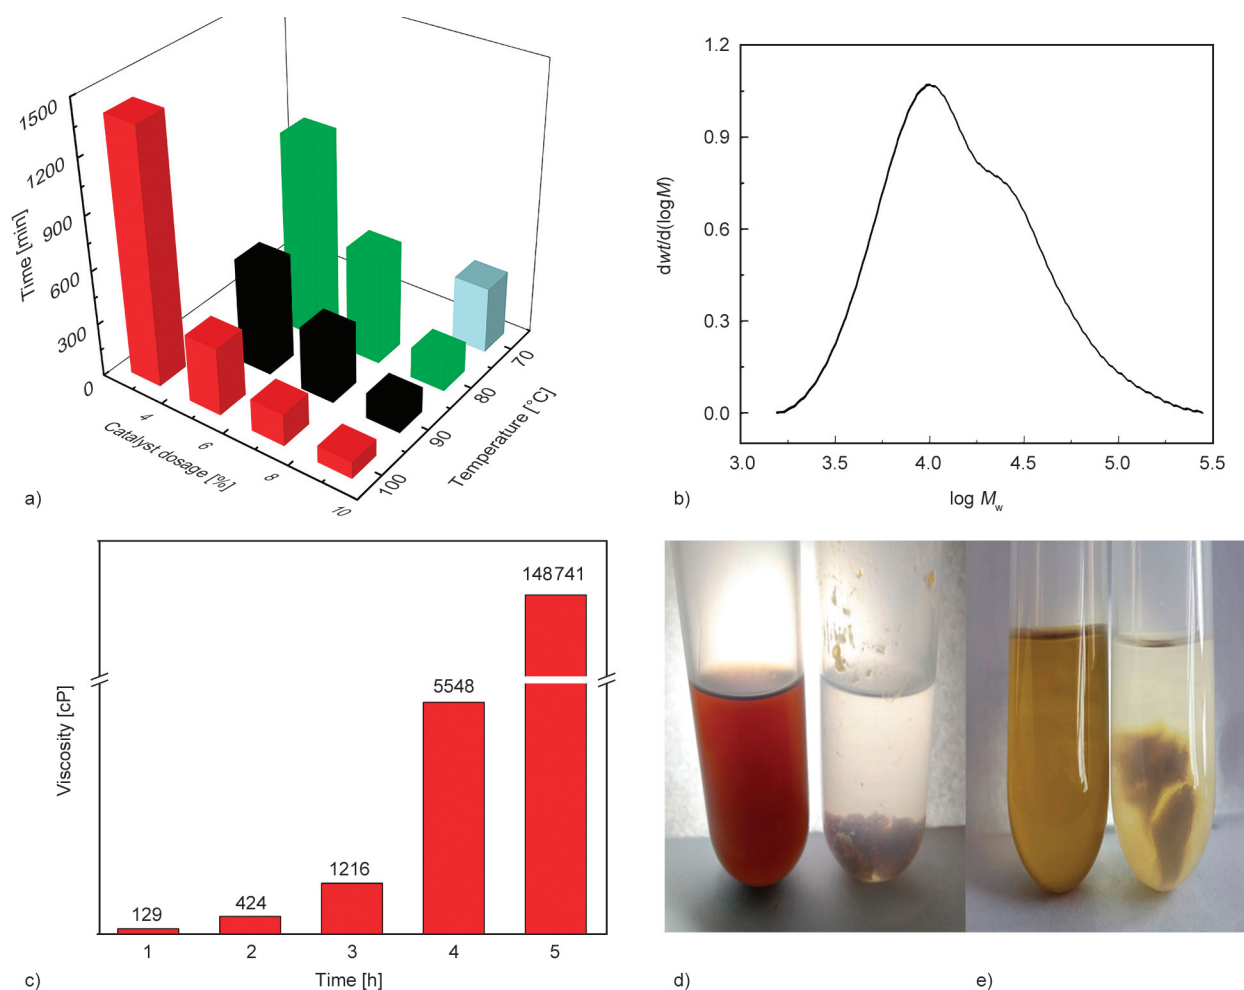 1500
1200
900
600
300
0
Time [min]
4
6
8
10
Catalyst dosage [%]
70
80
90
100
Temperature [°C]
a)
1.2
0.9
0.6
0.3
0.0
dwt/d(logM)
3.0 3.5 4.0 4.5 5.0 5.5
log Mw
b)
148 741
5548
1216
424
129
Viscosity [cP]
1 2 3 4 5
Time [h]
c)
d)
e)